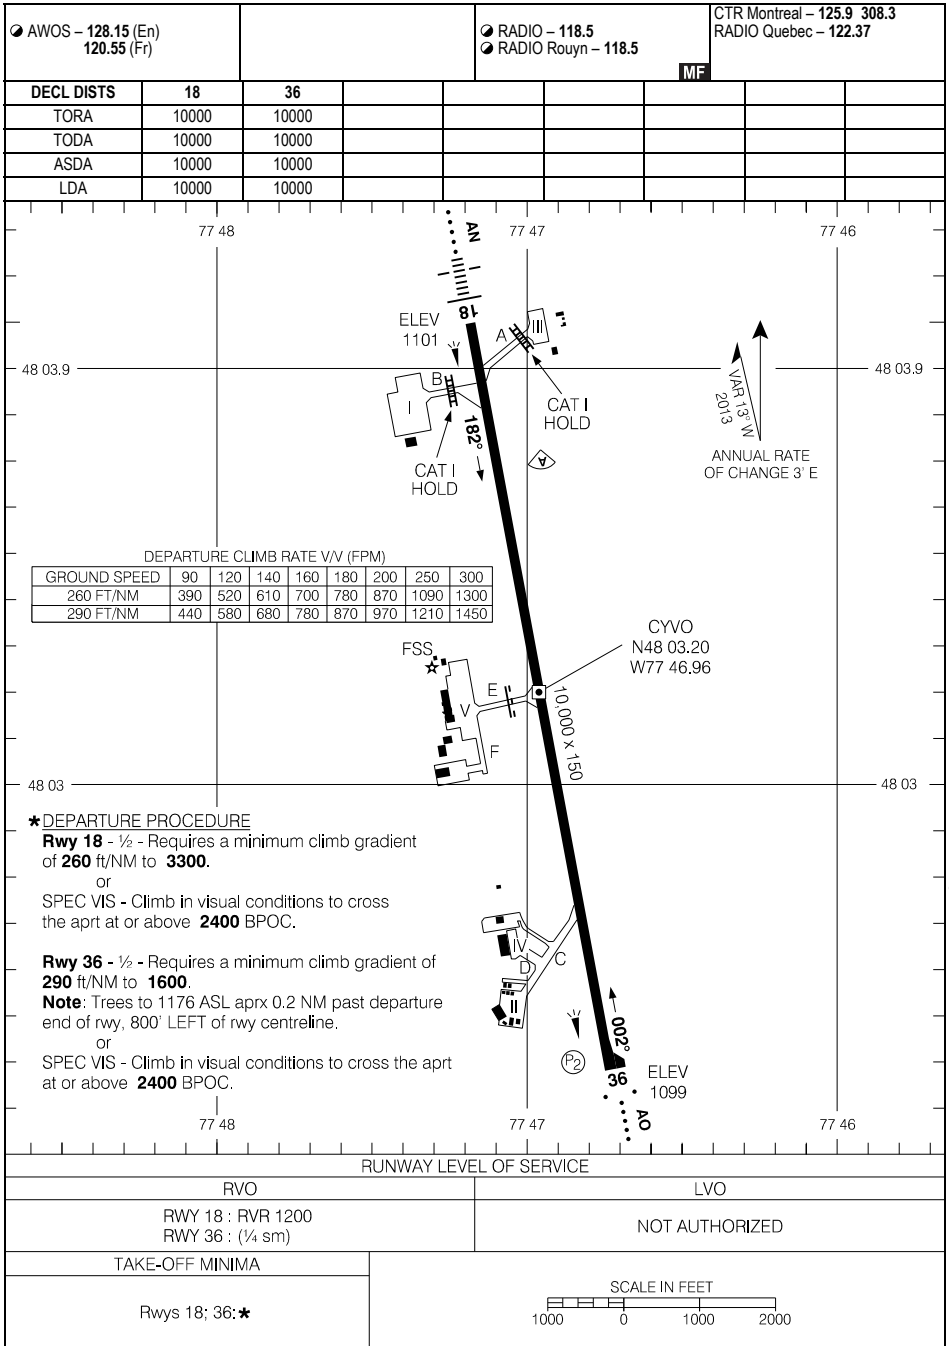 AWOS – 128.15 (En)
120.55 (Fr)
RADIO – 118.5
RADIO Rouyn – 118.5
MF
CTR Montreal – 125.9 308.3
RADIO Quebec – 122.37
DECL DISTS 18 36
TORA 10000 10000
TODA 10000 10000
ASDA 10000 10000
LDA 10000 10000
77 48 77 47 77 46
AN
18
ELEV
1101
A
III
48 03.9 48 03.9
B
I
CAT I
HOLD
CAT I
HOLD
182°
A
VAR 13° W
2013
ANNUAL RATE
OF CHANGE 3' E
DEPARTURE CLIMB RATE V/V (FPM)
GROUND SPEED 90 120 140 160 180 200 250 300
260 FT/NM 390 520 610 700 780 870 1090 1300
290 FT/NM 440 580 680 780 870 970 1210 1450
CYVO
N48 03.20
W77 46.96
FSS
E
V
F
10,000 x 150
48 03 48 03
★DEPARTURE PROCEDURE
Rwy 18 - ½ - Requires a minimum climb gradient
of 260 ft/NM to 3300.
or
SPEC VIS - Climb in visual conditions to cross
the aprt at or above 2400 BPOC.
Rwy 36 - ½ - Requires a minimum climb gradient of
290 ft/NM to 1600.
Note: Trees to 1176 ASL aprx 0.2 NM past departure
end of rwy, 800' LEFT of rwy centreline.
or
SPEC VIS - Climb in visual conditions to cross the aprt
at or above 2400 BPOC.
IV
D
C
II
P2
002°
36
ELEV
1099
AO
77 48 77 47 77 46
RUNWAY LEVEL OF SERVICE
RVO LVO
RWY 18 : RVR 1200
RWY 36 : (¼ sm)
NOT AUTHORIZED
TAKE-OFF MINIMA
Rwys 18; 36:★
SCALE IN FEET
1000 0 1000 2000